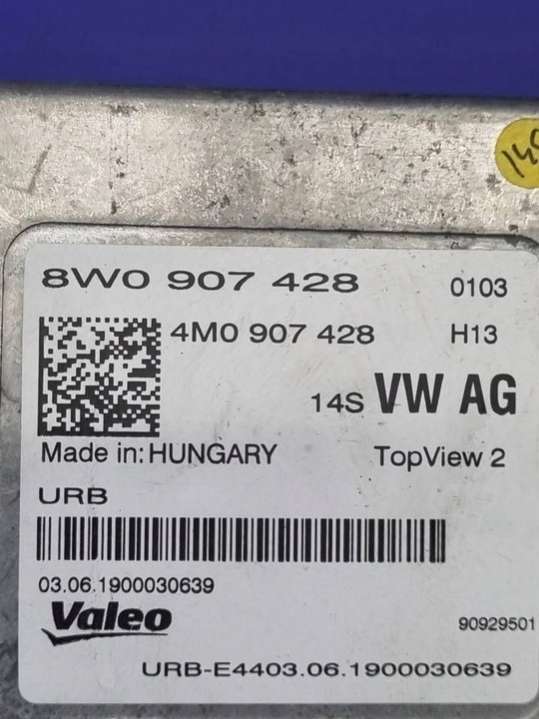 8W0 907 428 0103
4M0 907 428 H13
14S VW AG
Made in: HUNGARY TopView 2
URB
03.06.1900030639
Valeo 90929501
URB-E4403.06.1900030639